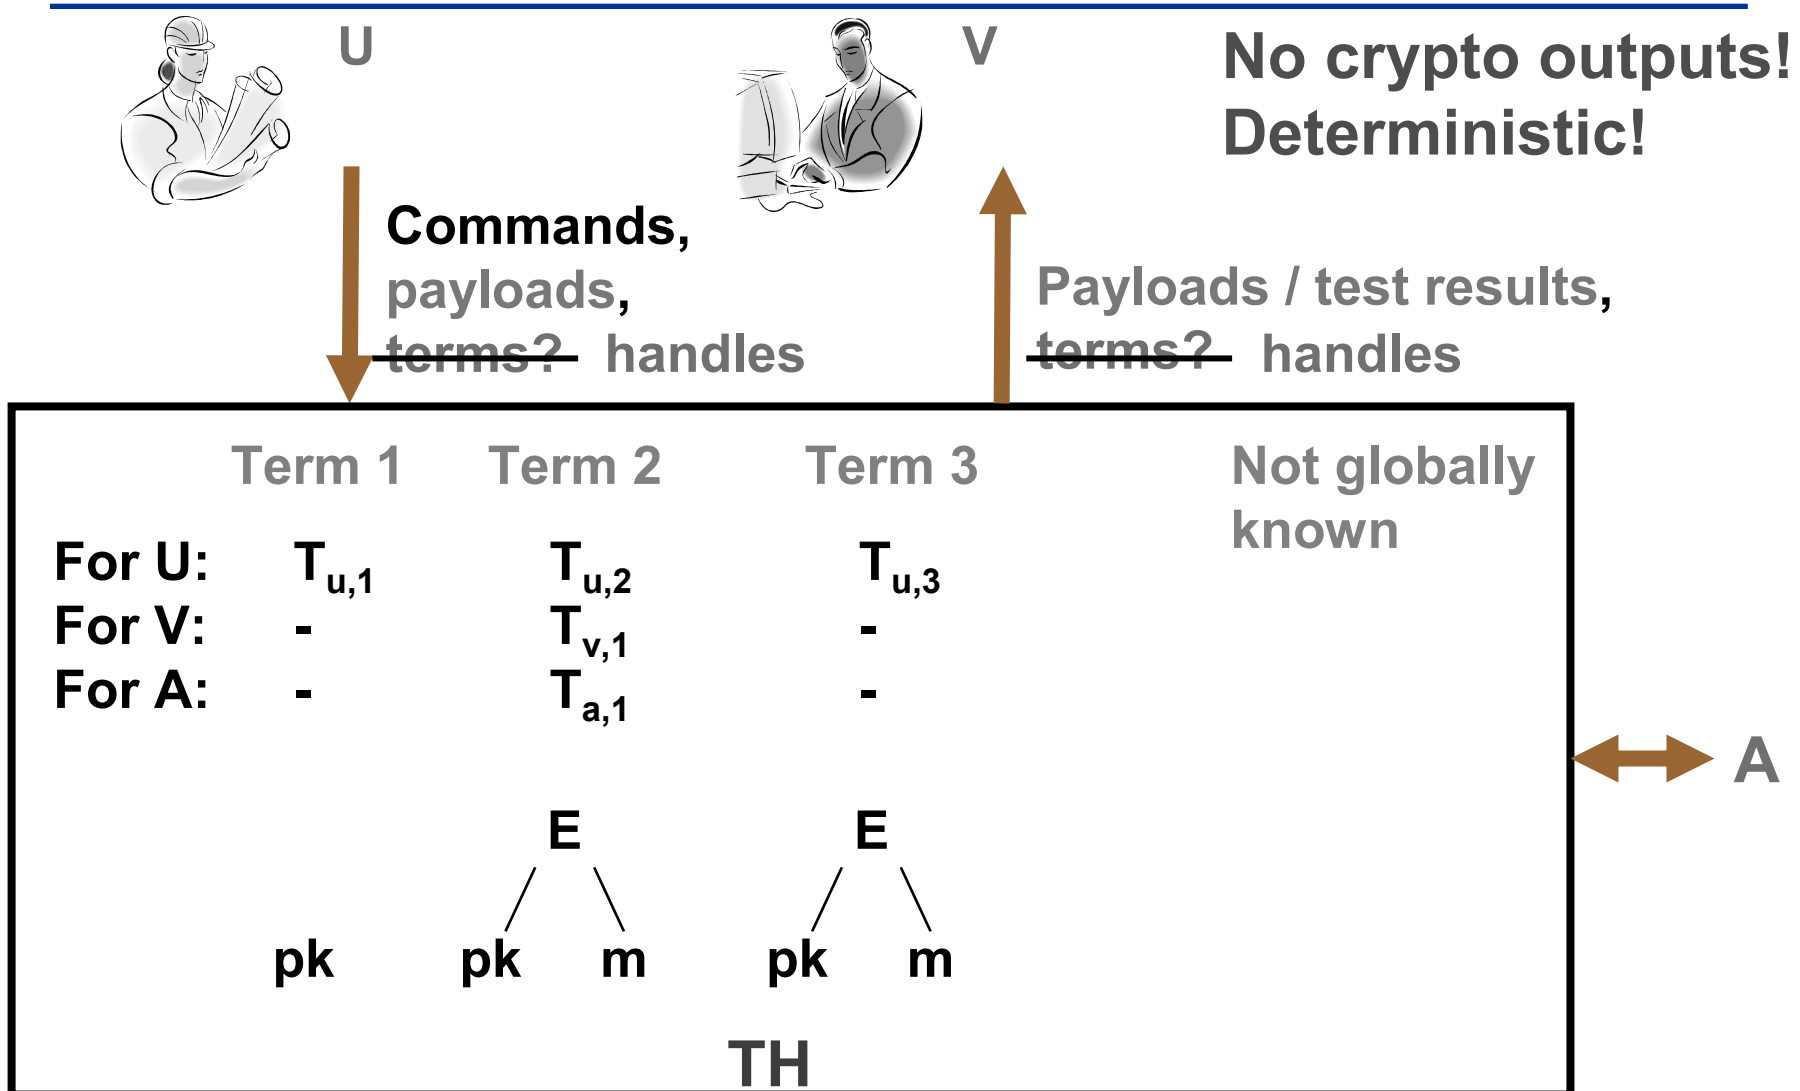 U
V
No crypto outputs!
Deterministic!
Commands,
payloads,
terms? handles
Payloads / test results,
terms? handles
Term 1 Term 2 Term 3
Not globally
known
For U: Tu,1 Tu,2 Tu,3
For V: - Tv,1 -
For A: - Ta,1 -
A
E E
pk pk m pk m
TH